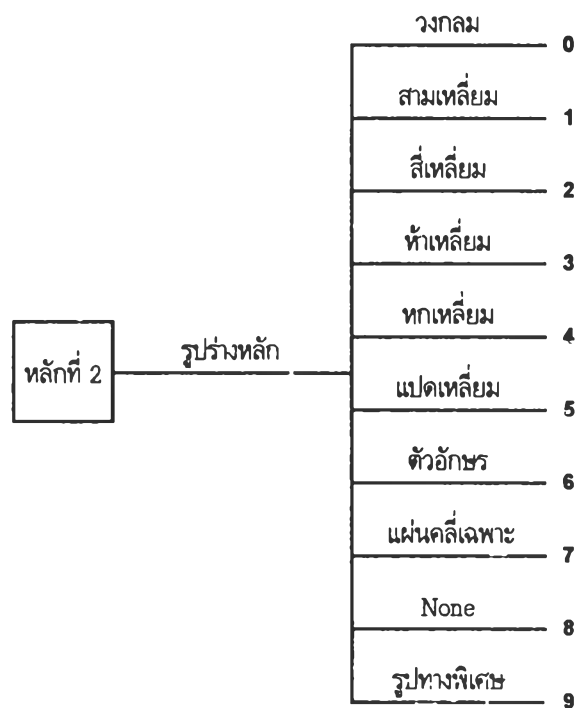 วงกลม 0
สามเหลี่ยม 1
สี่เหลี่ยม 2
ห้าเหลี่ยม 3
หกเหลี่ยม 4
หลักที่ 2 รูปร่างหลัก
แปดเหลี่ยม 5
ตัวอักษร 6
แผ่นคลี่เฉพาะ 7
None 8
รูปทางพิเศษ 9